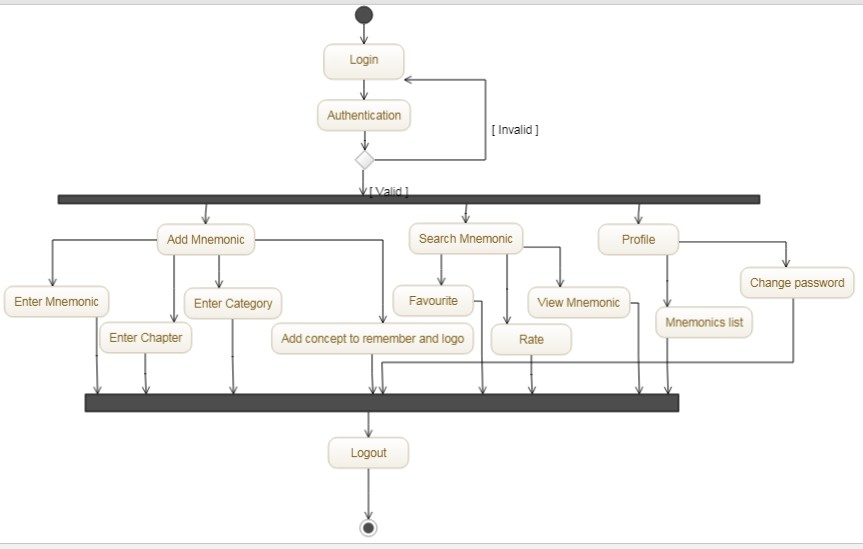 Login
Authentication
[ Invalid ]
[ Valid ]
Add Mnemonic
Search Mnemonic
Profile
Enter Mnemonic
Enter Chapter
Enter Category
Add concept to remember and logo
Favourite
Rate
View Mnemonic
Mnemonics list
Change password
Logout